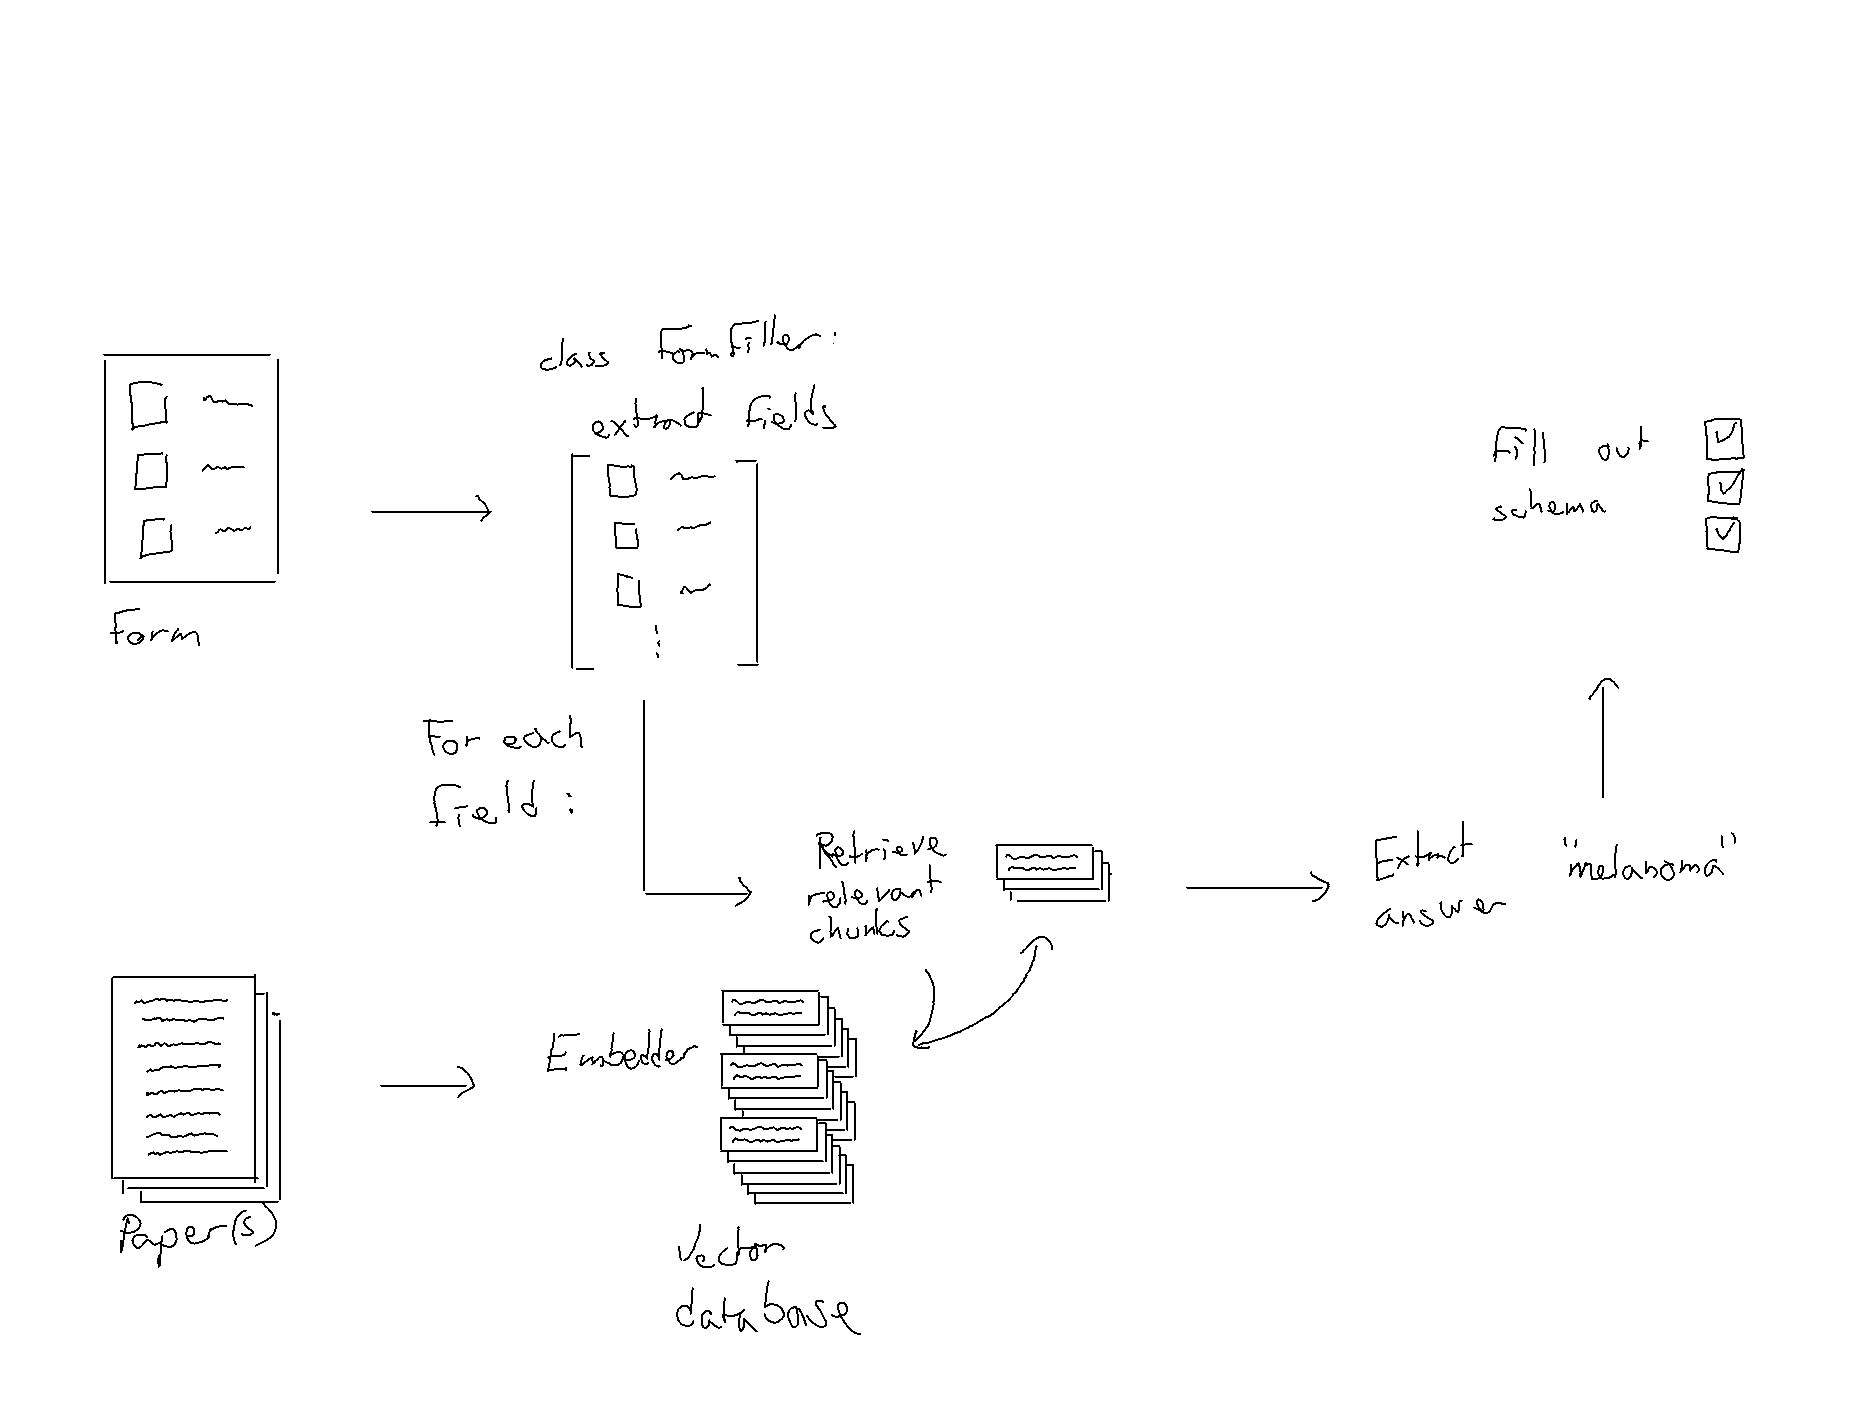 class FormFiller:
extract fields
Form
Fill out
schema
For each
field:
Retrieve
relevant
chunks
Extract
answer
"melanoma"
Embedder
Paper(s)
Vector
database